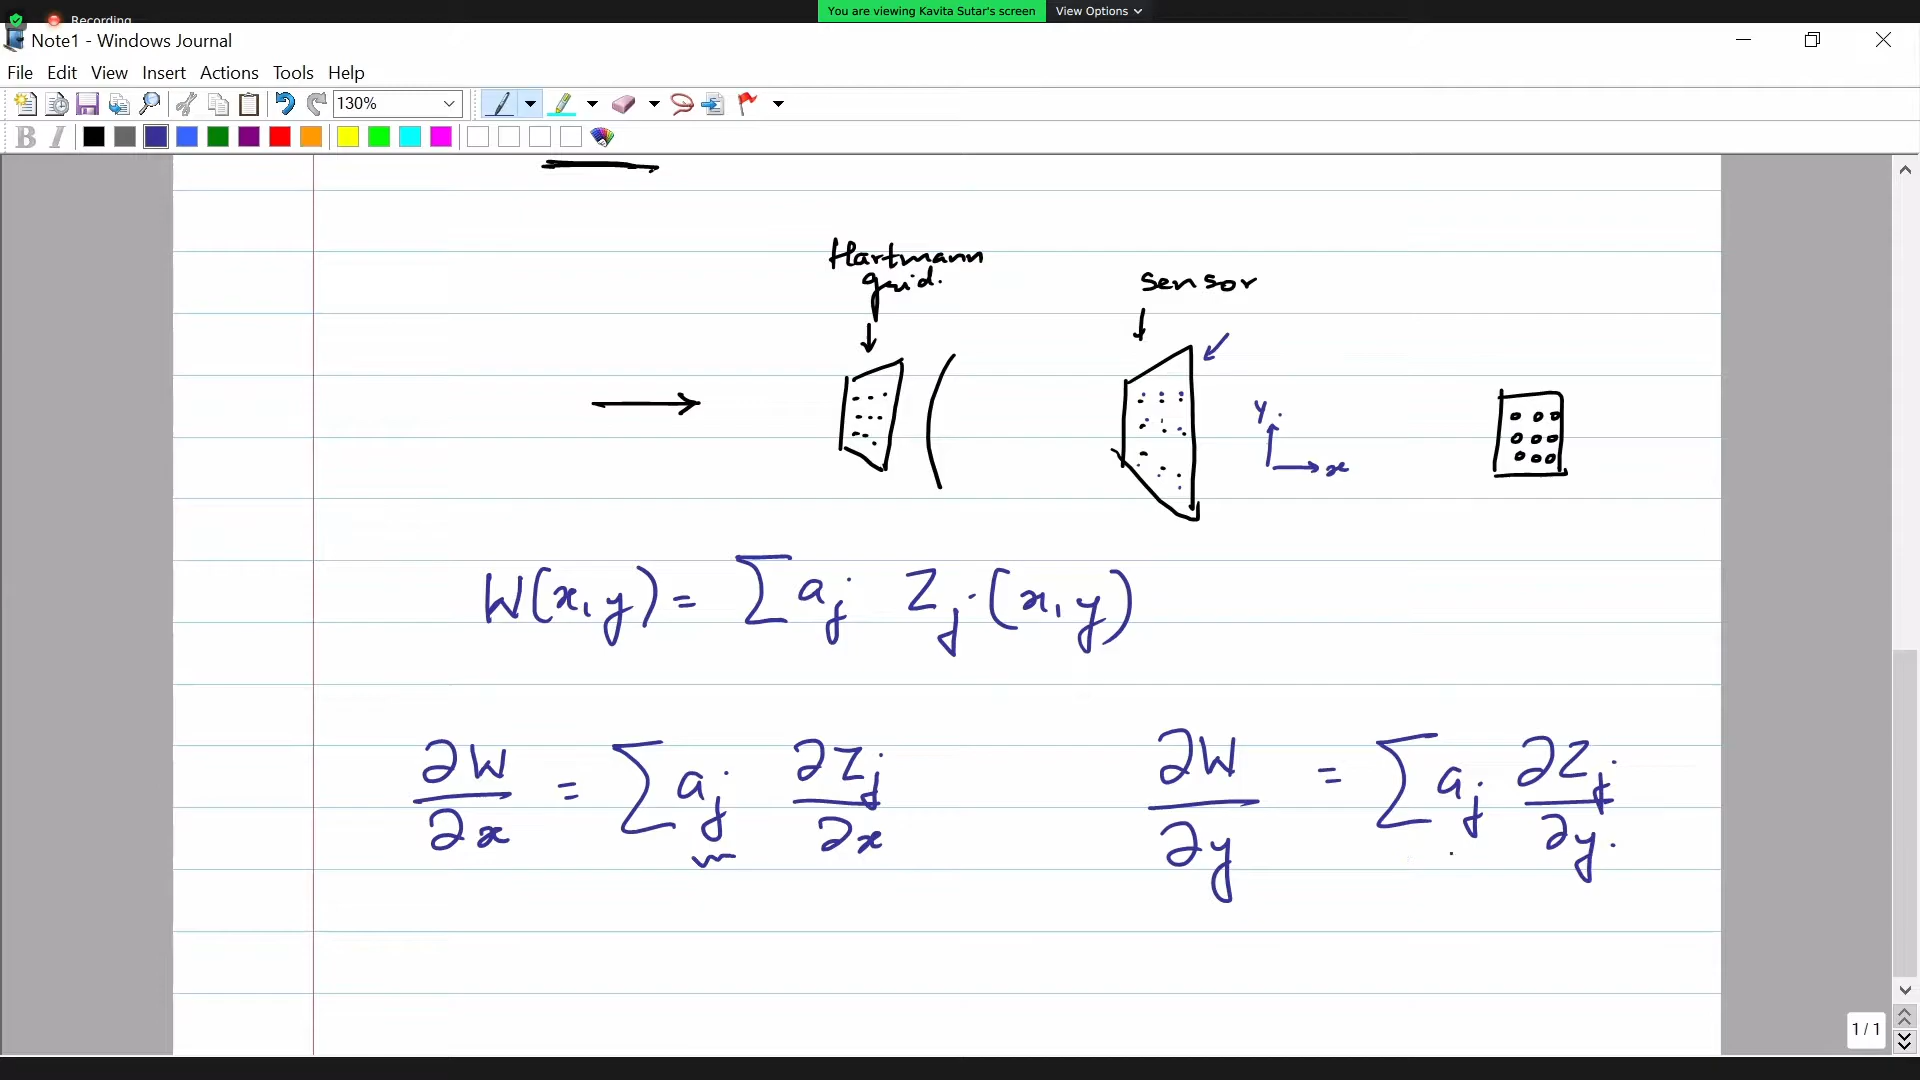 Recording
You are viewing Kavita Sutar's screen View Options
Note1 - Windows Journal
File Edit View Insert Actions Tools Help
130%
B I
Hartmann
grid.
sensor
y
x
W(x,y) = ∑ aj Zj (x,y)
∂W/∂x = ∑ aj ∂Zj/∂x
∂W/∂y = ∑ aj ∂Zj/∂y
1 / 1